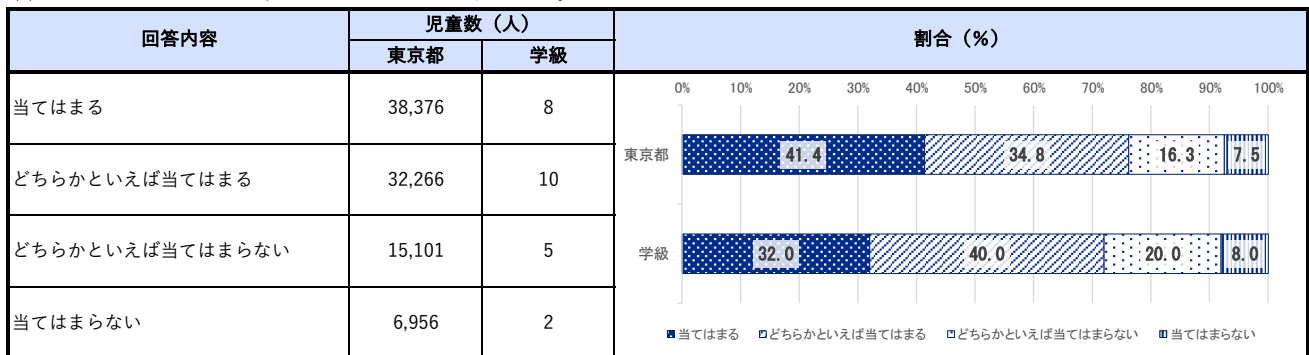 回答内容 児童数（人） 割合（％）
東京都 学級
当てはまる 38,376 8
どちらかといえば当てはまる 32,266 10
どちらかといえば当てはまらない 15,101 5
当てはまらない 6,956 2
0% 10% 20% 30% 40% 50% 60% 70% 80% 90% 100%
東京都 41.4 34.8 16.3 7.5
学級 32.0 40.0 20.0 8.0
当てはまる どちらかといえば当てはまる どちらかといえば当てはまらない 当てはまらない